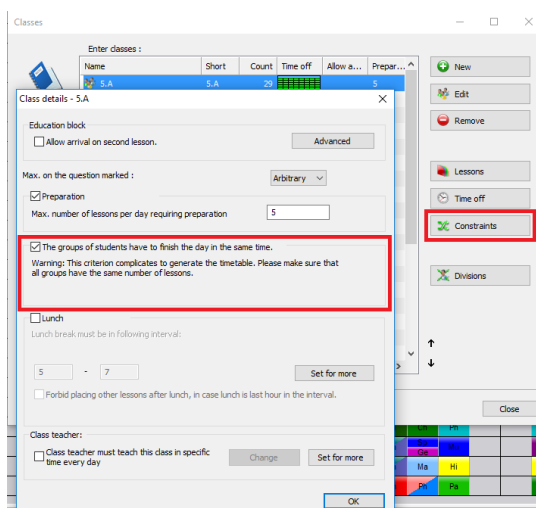 Classes
Enter classes :
Name Short Count Time off Allow a... Prepar...
5.A 5.A 29 5
New
Edit
Remove
Lessons
Time off
Constraints
Divisions
Close
Class details - 5.A
Education block
Allow arrival on second lesson.
Advanced
Max. on the question marked :
Arbitrary
Preparation
Max. number of lessons per day requiring preparation
5
The groups of students have to finish the day in the same time.
Warning: This criterion complicates to generate the timetable. Please make sure that
all groups have the same number of lessons.
Lunch
Lunch break must be in following interval:
5 - 7
Set for more
Forbid placing other lessons after lunch, in case lunch is last hour in the interval.
Class teacher:
Class teacher must teach this class in specific
time every day
Change
Set for more
OK
Ge
Ma Hi
Ph Pa